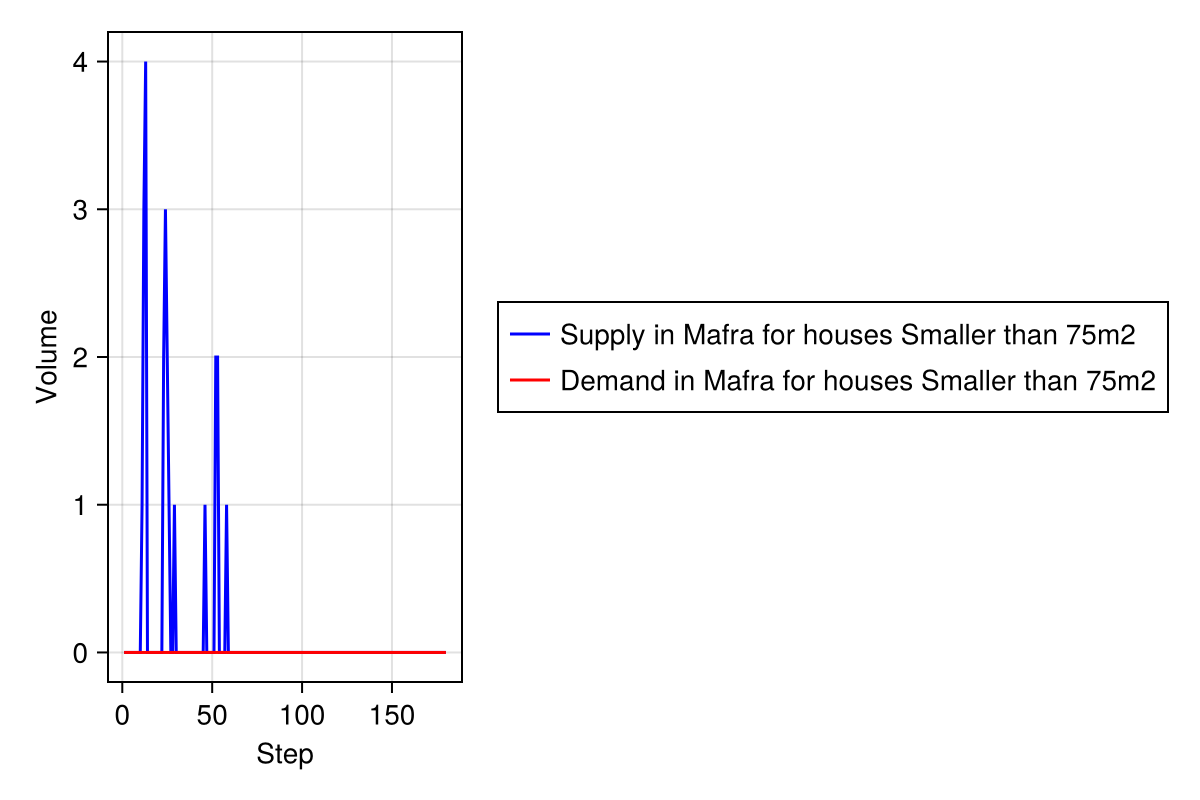 4
3
2
1
0
Volume
0 50 100 150
Step
Supply in Mafra for houses Smaller than 75m2
Demand in Mafra for houses Smaller than 75m2